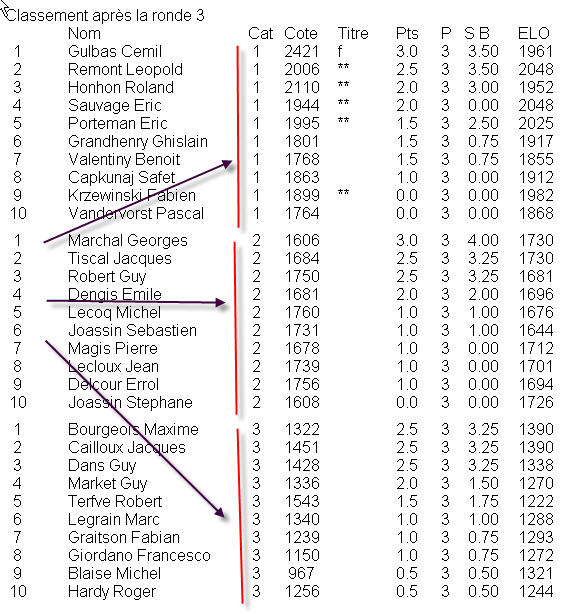 Classement après la ronde 3
Nom Cat Cote Titre Pts P S B ELO
1 Gulbas Cemil 1 2421 f 3.0 3 3.50 1961
2 Remont Leopold 1 2006 ** 2.5 3 3.50 2048
3 Honhon Roland 1 2110 ** 2.0 3 3.00 1952
4 Sauvage Eric 1 1944 ** 2.0 3 0.00 2048
5 Porteman Eric 1 1995 ** 1.5 3 2.50 2025
6 Grandhenry Ghislain 1 1801 1.5 3 0.75 1917
7 Valentiny Benoit 1 1768 1.5 3 0.75 1855
8 Capkunaj Safet 1 1863 1.0 3 0.00 1912
9 Krzewinski Fabien 1 1899 ** 0.0 3 0.00 1982
10 Vandervorst Pascal 1 1764 0.0 3 0.00 1868
1 Marchal Georges 2 1606 3.0 3 4.00 1730
2 Tiscal Jacques 2 1684 2.5 3 3.25 1730
3 Robert Guy 2 1750 2.5 3 3.25 1681
4 Dengis Emile 2 1681 2.0 3 2.00 1696
5 Lecoq Michel 2 1760 1.0 3 1.00 1676
6 Joassin Sebastien 2 1731 1.0 3 1.00 1644
7 Magis Pierre 2 1678 1.0 3 0.00 1712
8 Lecloux Jean 2 1739 1.0 3 0.00 1701
9 Delcour Errol 2 1756 1.0 3 0.00 1694
10 Joassin Stephane 2 1608 0.0 3 0.00 1726
1 Bourgeois Maxime 3 1322 2.5 3 3.25 1390
2 Cailloux Jacques 3 1451 2.5 3 3.25 1390
3 Dans Guy 3 1428 2.5 3 3.25 1338
4 Market Guy 3 1336 2.0 3 1.50 1270
5 Terfve Robert 3 1543 1.5 3 1.75 1222
6 Legrain Marc 3 1340 1.0 3 1.00 1288
7 Graitson Fabian 3 1239 1.0 3 0.75 1293
8 Giordano Francesco 3 1150 1.0 3 0.75 1272
9 Blaise Michel 3 967 0.5 3 0.50 1321
10 Hardy Roger 3 1256 0.5 3 0.50 1244